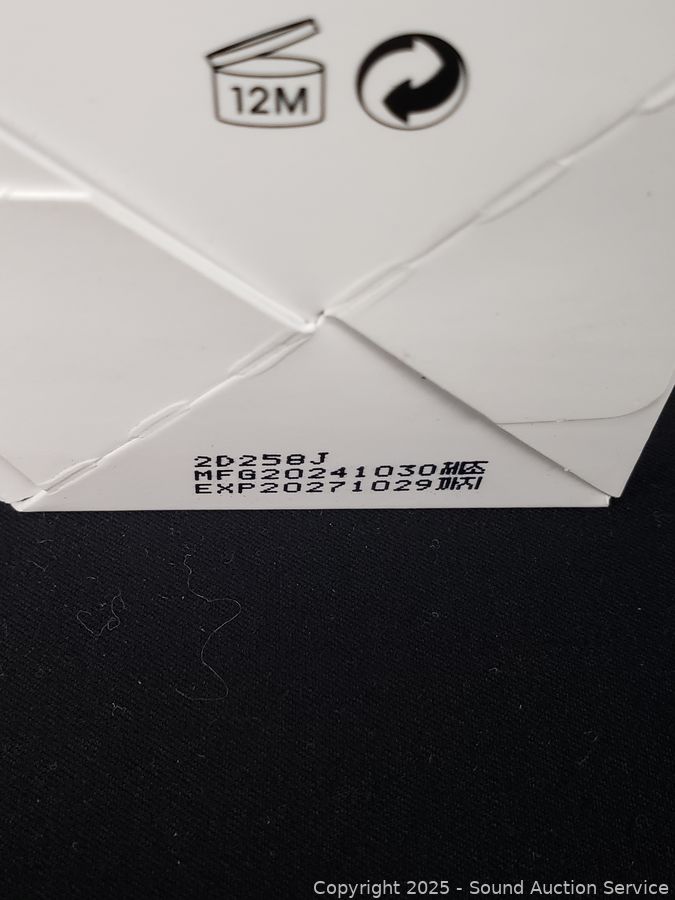 12M
2D258J
MFG20241030제조
EXP20271029까지
Copyright 2025 - Sound Auction Service